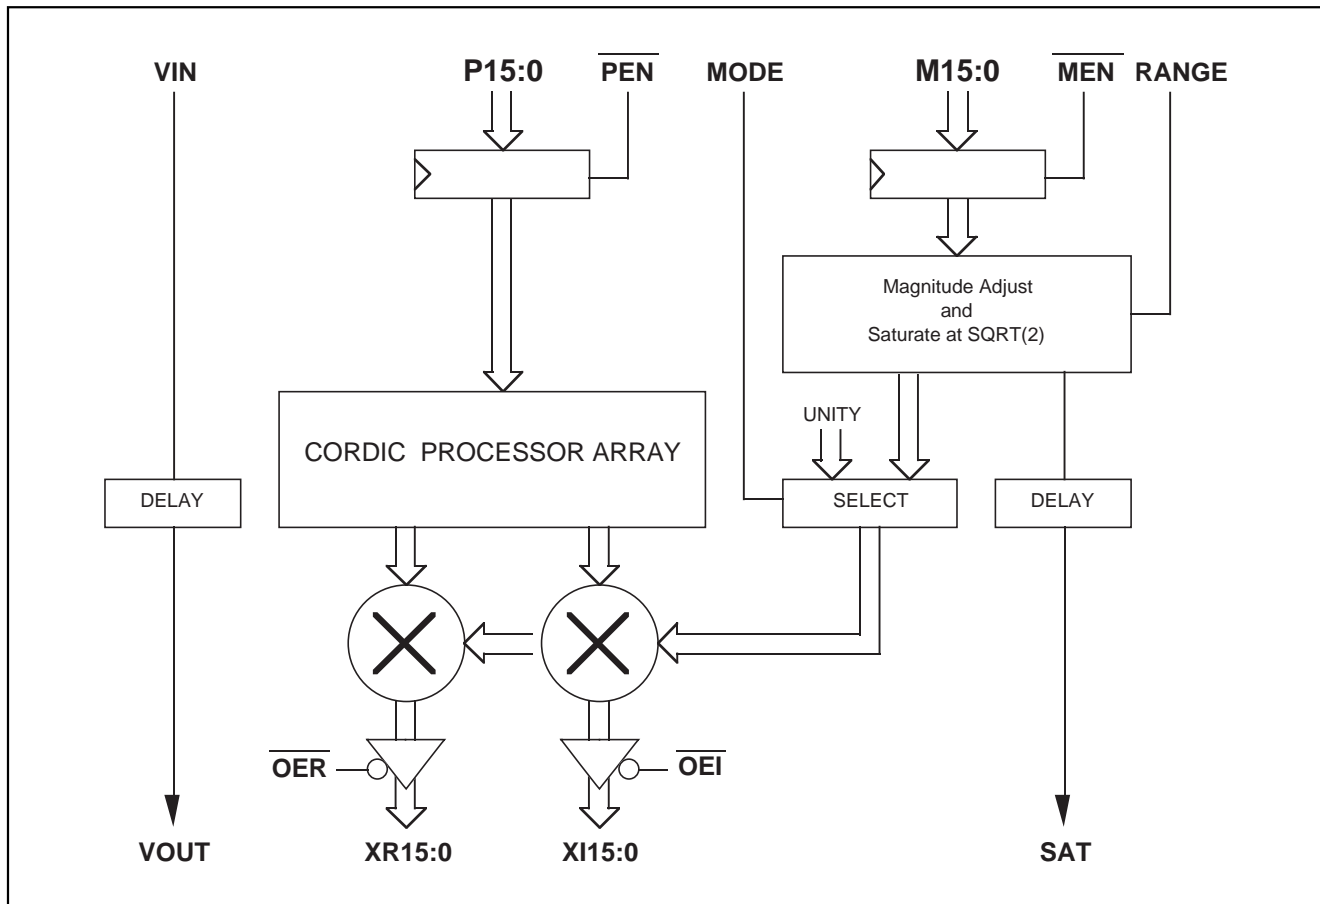 VIN P15:0 PEN MODE M15:0 MEN RANGE
Magnitude Adjust
and
Saturate at SQRT(2)
UNITY
CORDIC PROCESSOR ARRAY
DELAY SELECT DELAY
OER OEI
VOUT XR15:0 XI15:0 SAT